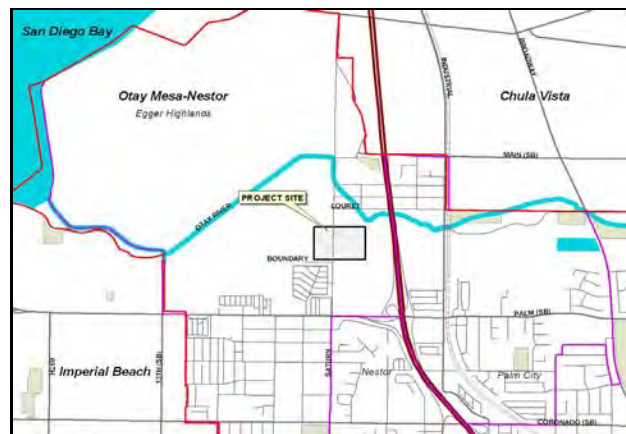 San Diego Bay
Otay Mesa-Nestor
Egger Highlands
Chula Vista
BROADWAY
INDUSTRIAL
MAIN (SB)
PROJECT SITE
LOURET
OTAY RIVER
BOUNDARY
PALM (SB)
Imperial Beach
13TH (SB)
SATURN
Nestor
Palm City
CORONADO (SB)